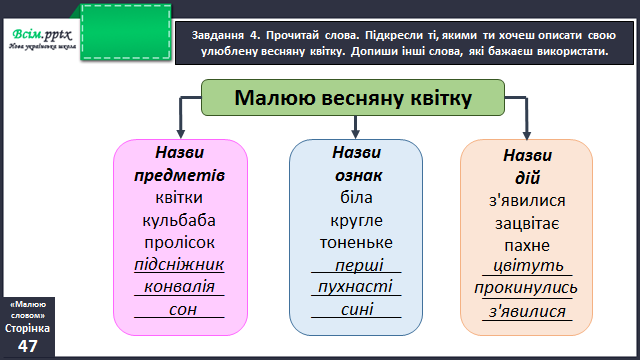 Всім.pptx
Нова українська школа
Завдання 4. Прочитай слова. Підкресли ті, якими ти хочеш описати свою
улюблену весняну квітку. Допиши інші слова, які бажаєш використати.
Малюю весняну квітку
Назви
предметів
квітки
кульбаба
пролісок
підсніжник
конвалія
сон
Назви
ознак
біла
кругле
тоненьке
перші
пухнасті
сині
Назви
дій
з'явилися
зацвітає
пахне
цвітуть
прокинулись
з'явилися
«Малюю
словом»
Сторінка
47